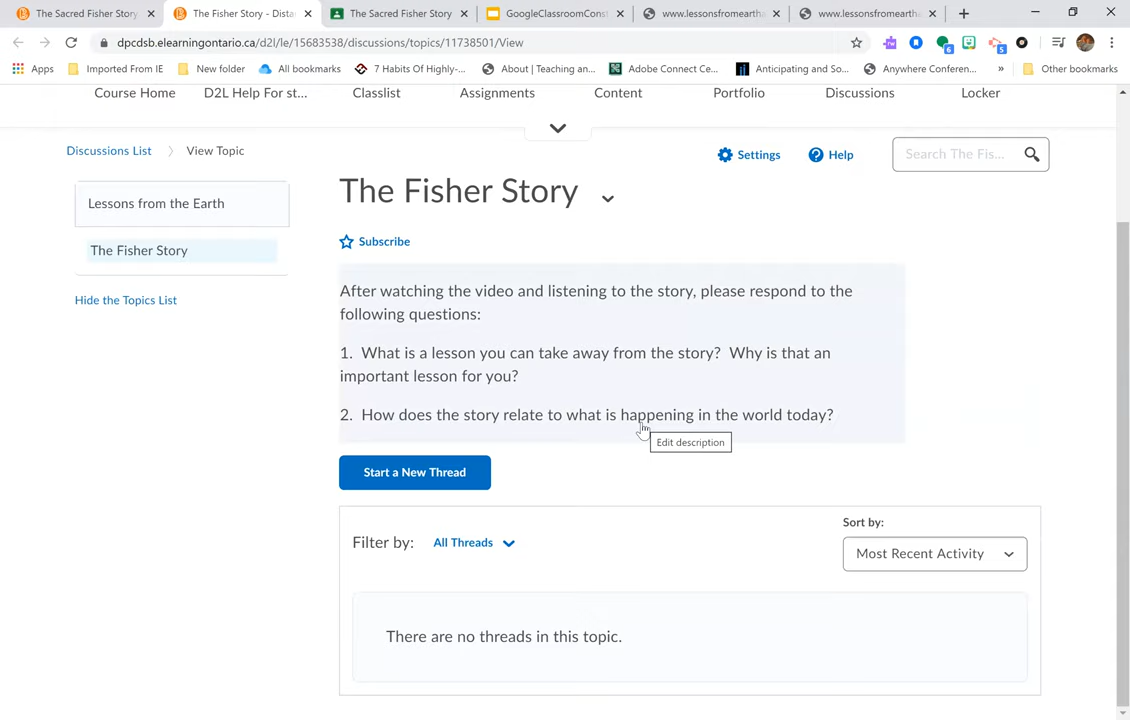 The Sacred Fisher Story
The Fisher Story - Dista
The Sacred Fisher Story
GoogleClassroomConst
www.lessonsfromeartha
www.lessonsfromeartha
dpcdsb.elearningontario.ca/d2l/le/15683538/discussions/topics/11738501/View
Apps
Imported From IE
New folder
All bookmarks
7 Habits Of Highly-...
About | Teaching an...
Adobe Connect Ce...
Anticipating and So...
Anywhere Conferen...
»
Other bookmarks
Course Home
D2L Help For st...
Classlist
Assignments
Content
Portfolio
Discussions
Locker
Discussions List
View Topic
Settings
Help
Search The Fis...
Lessons from the Earth
The Fisher Story
Hide the Topics List
The Fisher Story
Subscribe
After watching the video and listening to the story, please respond to the
following questions:
1. What is a lesson you can take away from the story? Why is that an
important lesson for you?
2. How does the story relate to what is happening in the world today?
Edit description
Start a New Thread
Filter by:
All Threads
Sort by:
Most Recent Activity
There are no threads in this topic.